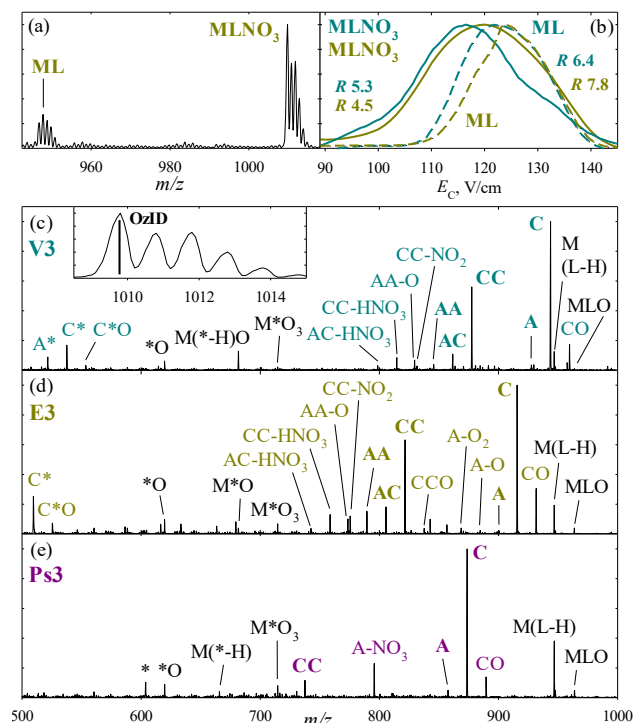 (a)
MLNO₃
ML
960
980
1000
m/z
(b)
MLNO₃
MLNO₃
ML
R 5.3
R 4.5
R 6.4
R 7.8
ML
90
100
110
120
130
140
E_C, V/cm
(c)
V3
OzID
1010
1012
1014
A*
C*
C*O
*O
M(*-H)O
M*O₃
AC-HNO₃
CC-HNO₃
AA-O
CC-NO₂
AA
AC
CC
A
C
M
(L-H)
CO
MLO
(d)
E3
C*
C*O
*O
M*O
M*O₃
AC-HNO₃
CC-HNO₃
AA-O
CC-NO₂
AA
AC
CC
CCO
A-O₂
A-O
A
C
CO
M(L-H)
MLO
(e)
Ps3
*
*O
M(*-H)
M*O₃
CC
A-NO₃
A
C
CO
M(L-H)
MLO
500
600
700
800
900
1000
m/z